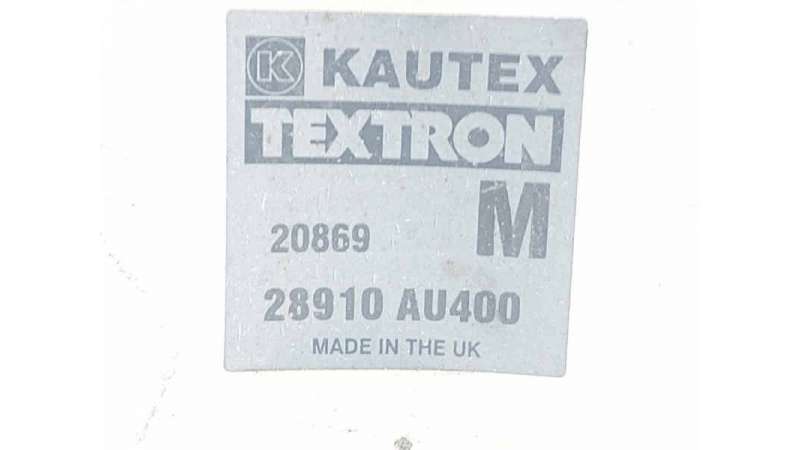 K KAUTEX
TEXTRON
M
20869
28910 AU400
MADE IN THE UK